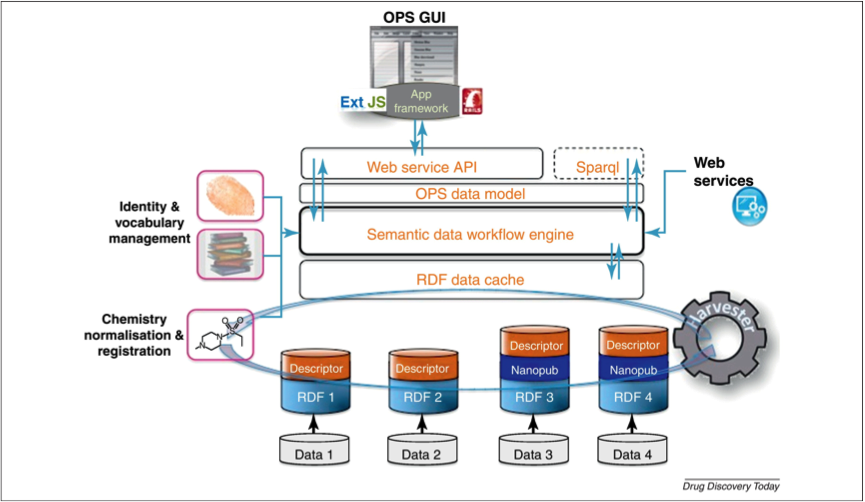 OPS GUI
Ext JS
App
framework
RAILS
Web service API
Sparql
Web
services
OPS data model
Identity &
vocabulary
management
Semantic data workflow engine
RDF data cache
Chemistry
normalisation &
registration
Harvester
Descriptor
RDF 1
Descriptor
RDF 2
Descriptor
Nanopub
RDF 3
Descriptor
Nanopub
RDF 4
Data 1
Data 2
Data 3
Data 4
Drug Discovery Today